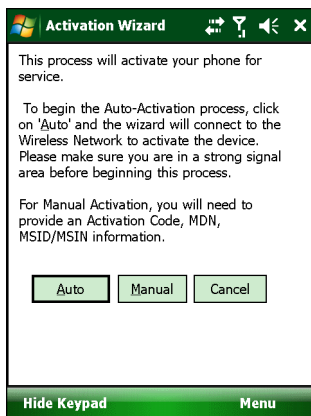 Activation Wizard
This process will activate your phone for
service.
To begin the Auto-Activation process, click
on 'Auto' and the wizard will connect to the
Wireless Network to activate the device.
Please make sure you are in a strong signal
area before beginning this process.
For Manual Activation, you will need to
provide an Activation Code, MDN,
MSID/MSIN information.
Auto Manual Cancel
Hide Keypad Menu